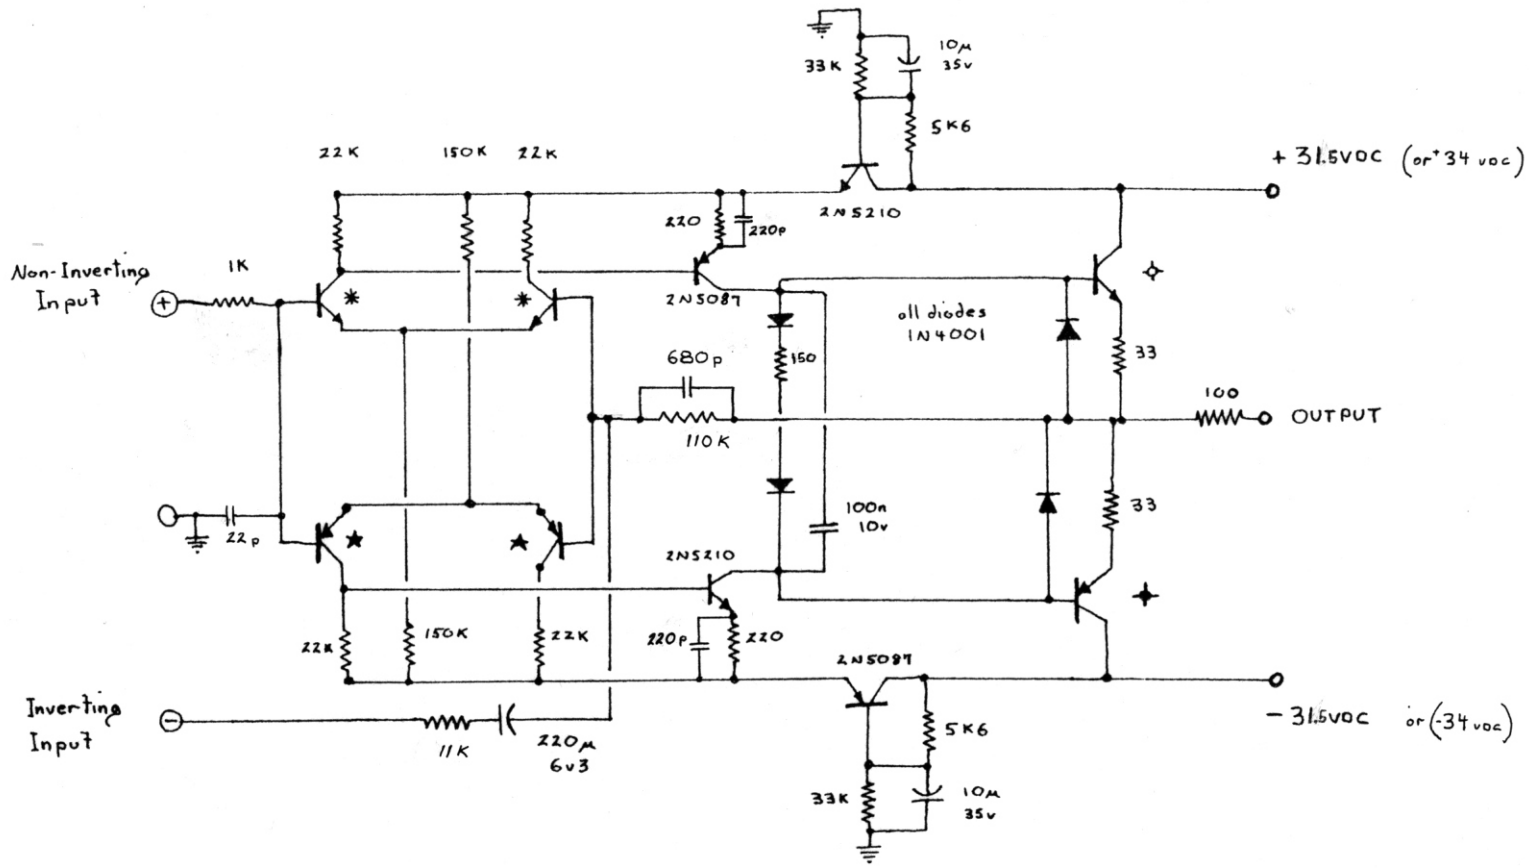 10µ
35v
33K
5K6
22K
150K
22K
+ 31.5VDC (or +34 VDC)
2N5210
220
220p
Non-Inverting
Input
1K
+
*
*
2N5087
all diodes
1N4001
150
33
680p
110K
100
OUTPUT
100n
10v
33
22p
★
★
2N5210
22K
150K
22K
220p
220
2N5087
Inverting
Input
−
11K
220µ
6v3
5K6
− 31.5VDC or (-34 VDC)
33K
10µ
35v